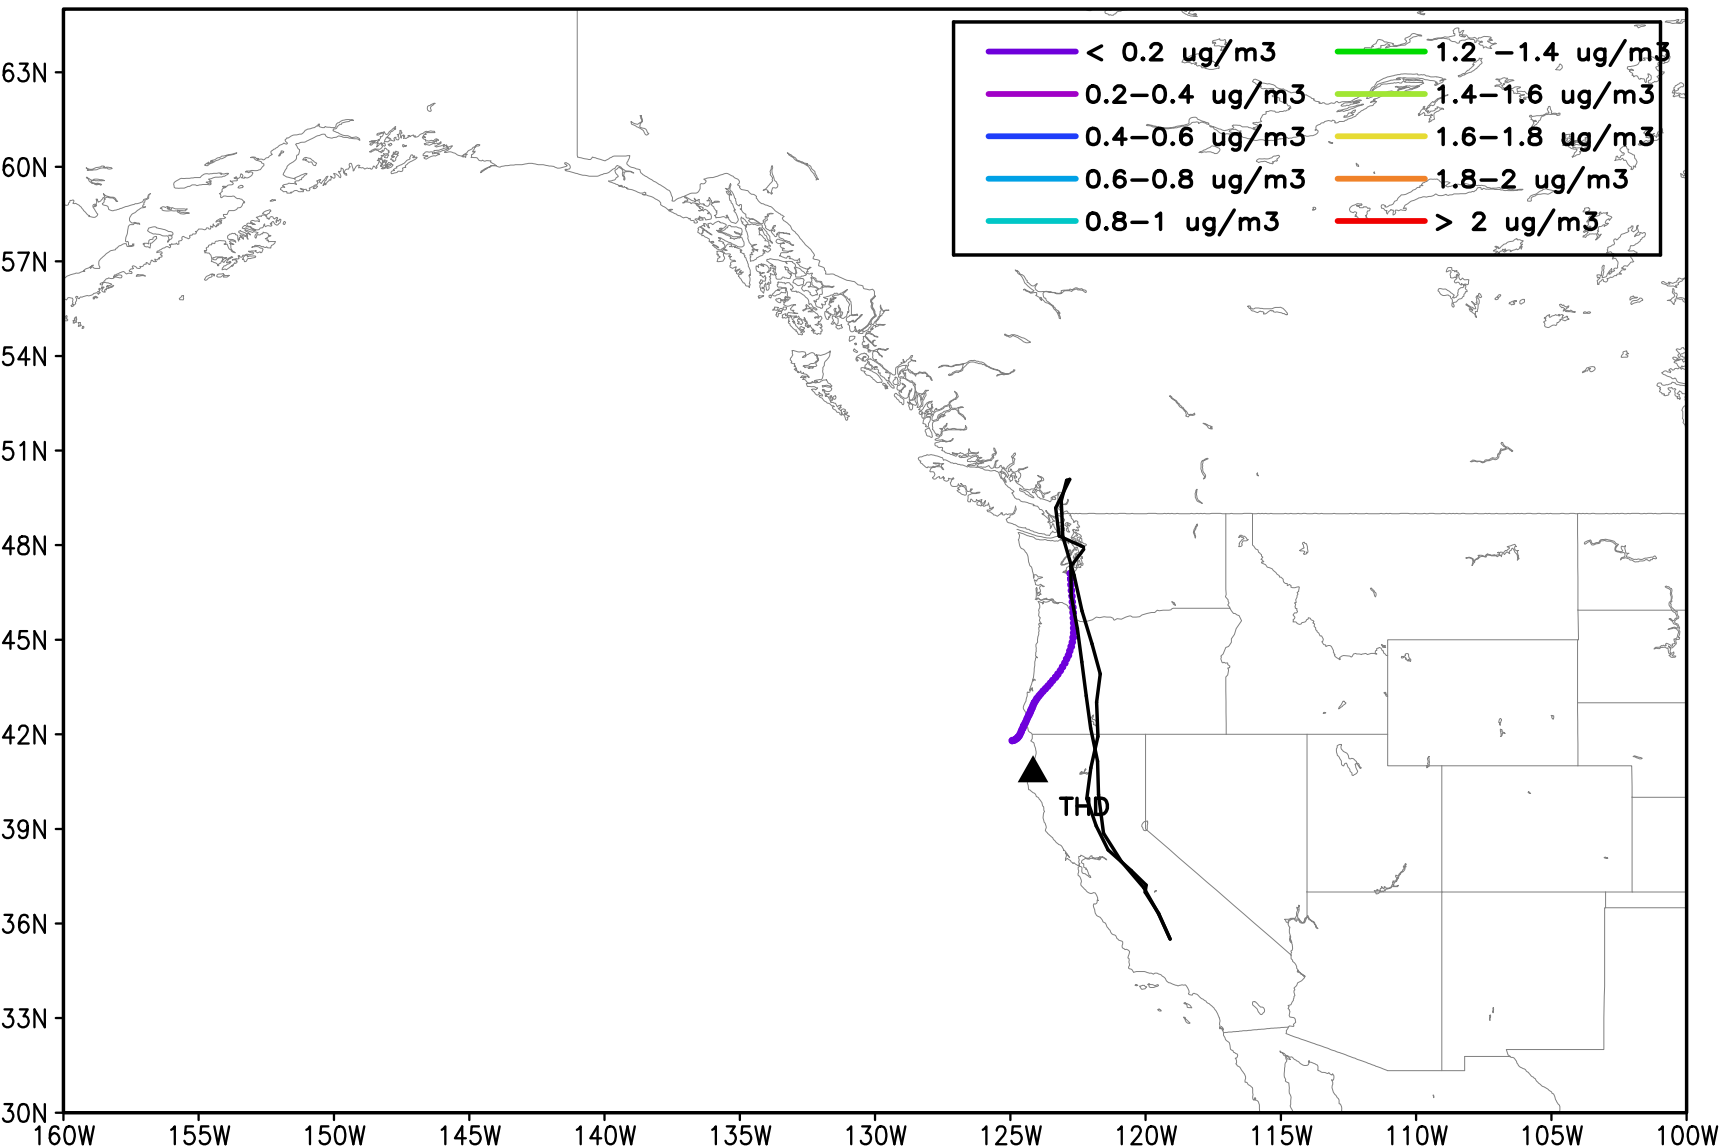 < 0.2 ug/m3
0.2-0.4 ug/m3
0.4-0.6 ug/m3
0.6-0.8 ug/m3
0.8-1 ug/m3
1.2 -1.4 ug/m3
1.4-1.6 ug/m3
1.6-1.8 ug/m3
1.8-2 ug/m3
> 2 ug/m3
63N
60N
57N
54N
51N
48N
45N
42N
39N
36N
33N
30N
THD
160W 155W 150W 145W 140W 135W 130W 125W 120W 115W 110W 105W 100W